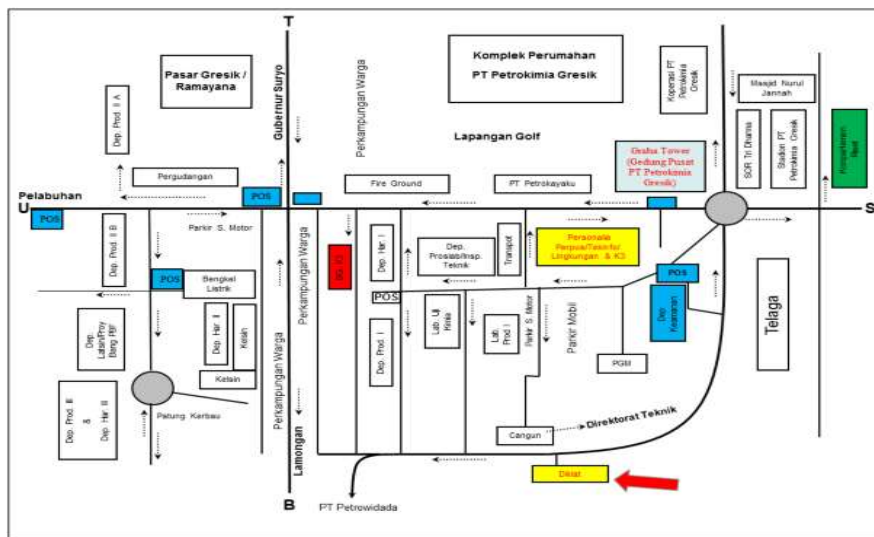 T
Pasar Gresik /
Ramayana
Komplek Perumahan
PT Petrokimia Gresik
Koperasi PT
Petrokimia
Gresik
Masjid Nurul
Jannah
Dep. Prod. II A
Gubernur Suryo
Perkampungan Warga
Lapangan Golf
SOR Tri Dharma
Stadion PT
Petrokimia Gresik
Graha Tower
(Gedung Pusat
PT Petrokimia
Gresik)
Pergudangan
Fire Ground
PT Petrokayaku
Pelabuhan
U
POS
POS
S
Parkir S. Motor
Dep. Prod. II B
Perkampungan Warga
Dep. Har. I
Dep.
Prosiab/Insp.
Teknik
Transpot
Personalia
Perpus/Tekinfo/
Lingkungan & K3
POS
Bengkel
Listrik
POS
POS
Dep.
Keamanan
Telaga
Dep. Har. II
Kelsin
Kelsin
Perkampungan Warga
Dep. Prod. I
Lab. Uji
Kimia
Lab.
Prod I
Parkir S. Motor
Parkir Mobil
PGM
Dep. Prod. III
&
Dep. Har. III
Patung Kerbau
Lamongan
Cangun
Direktorat Teknik
Diklat
B
PT Petrowidada